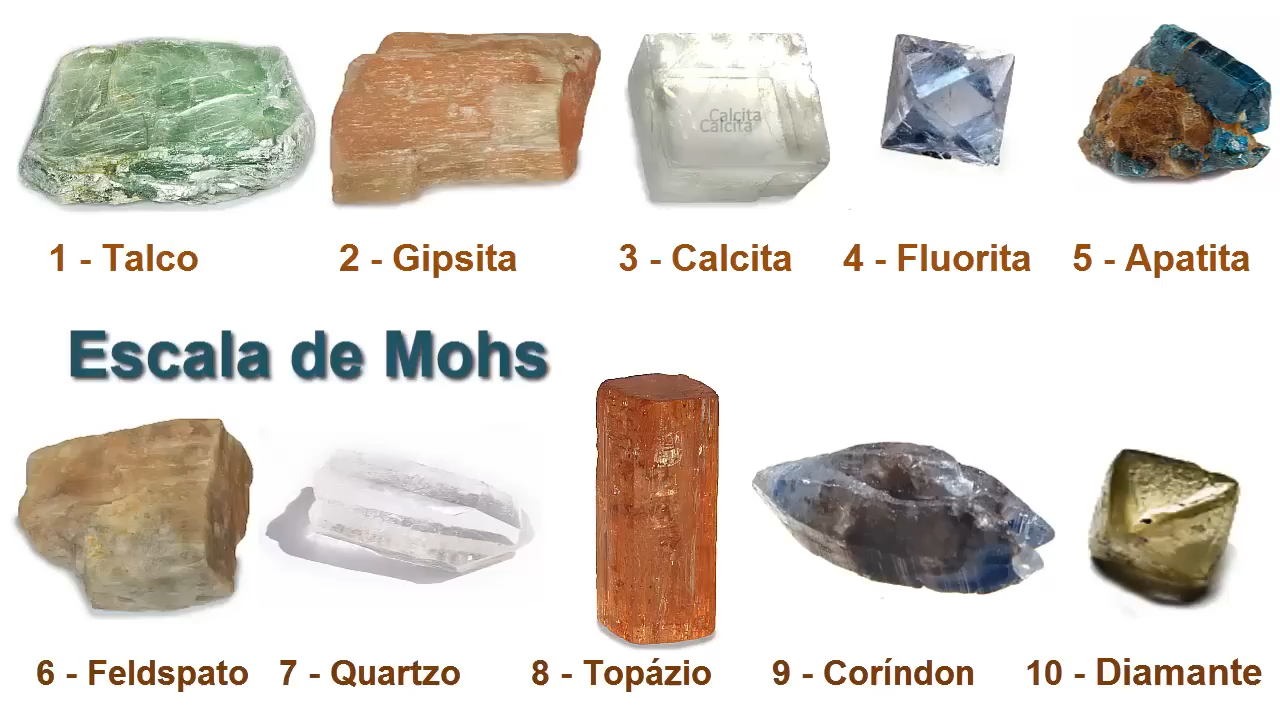 Calcita
Calcita
1 - Talco
2 - Gipsita
3 - Calcita
4 - Fluorita
5 - Apatita
Escala de Mohs
6 - Feldspato
7 - Quartzo
8 - Topázio
9 - Coríndon
10 - Diamante